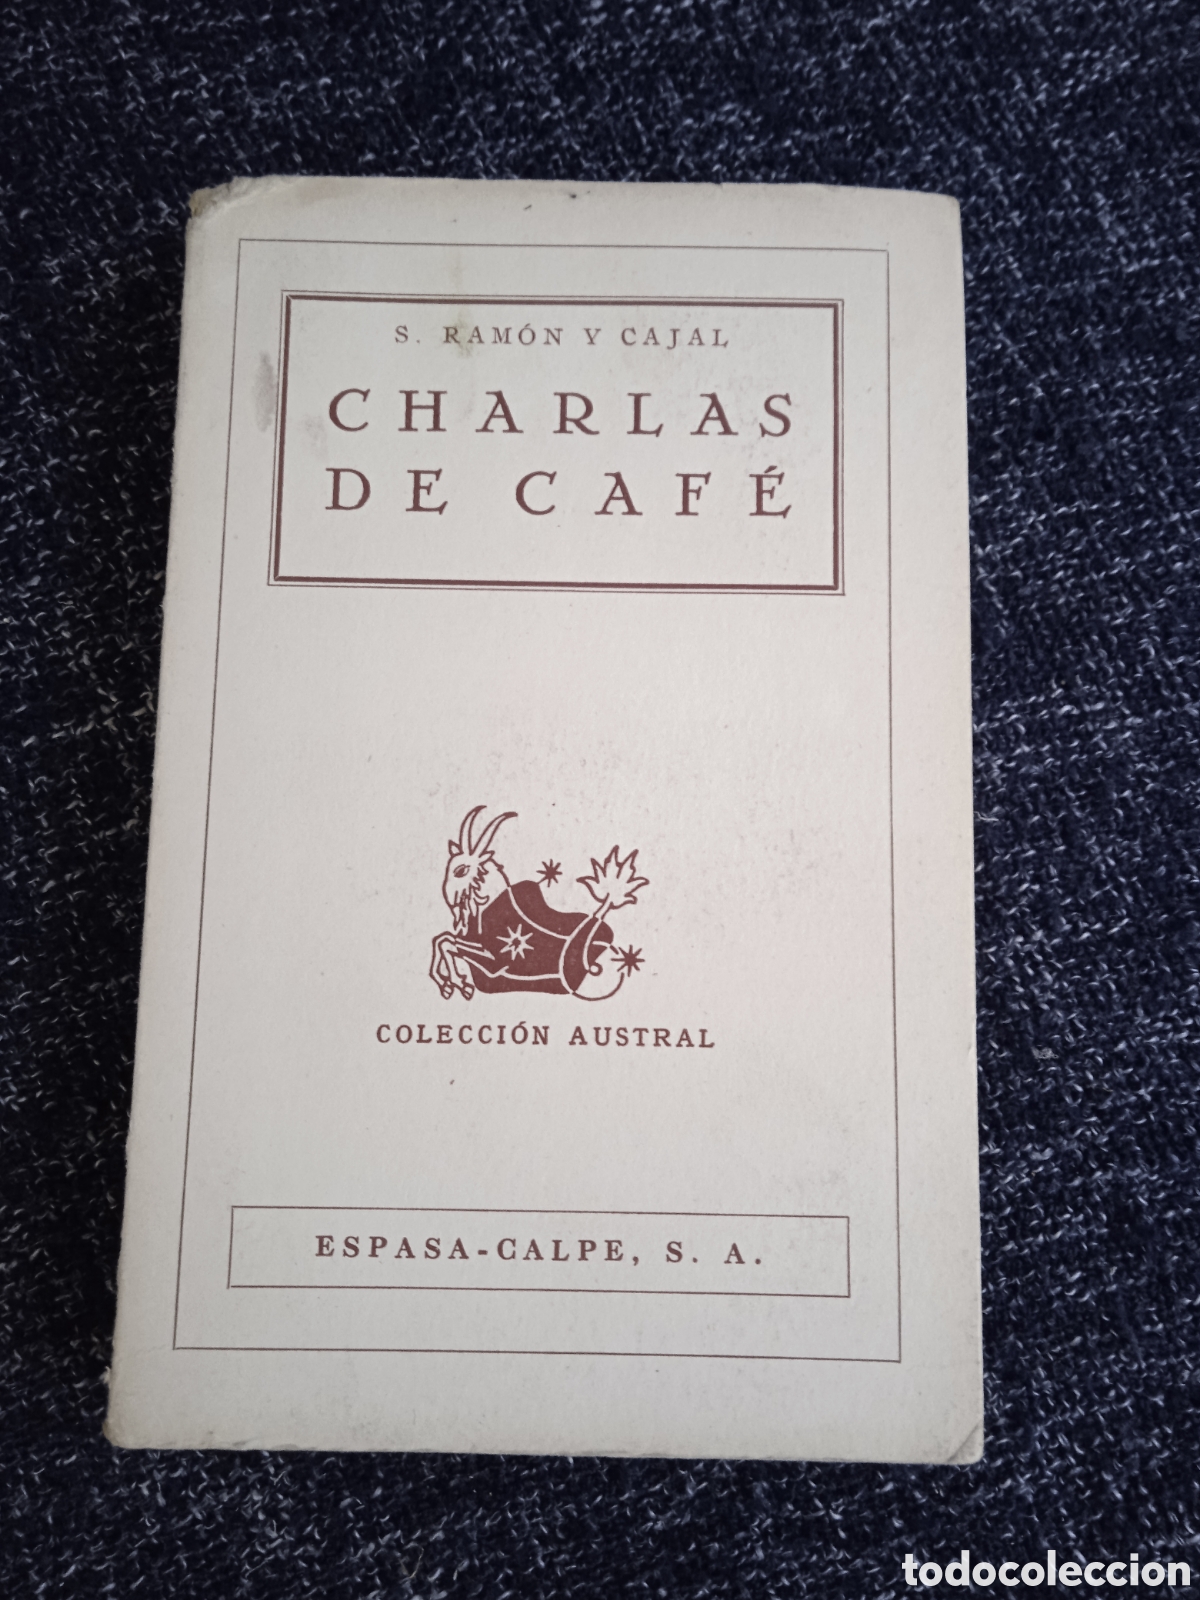 S. RAMÓN Y CAJAL
CHARLAS
DE CAFÉ
COLECCIÓN AUSTRAL
ESPASA-CALPE, S. A.
todocoleccion